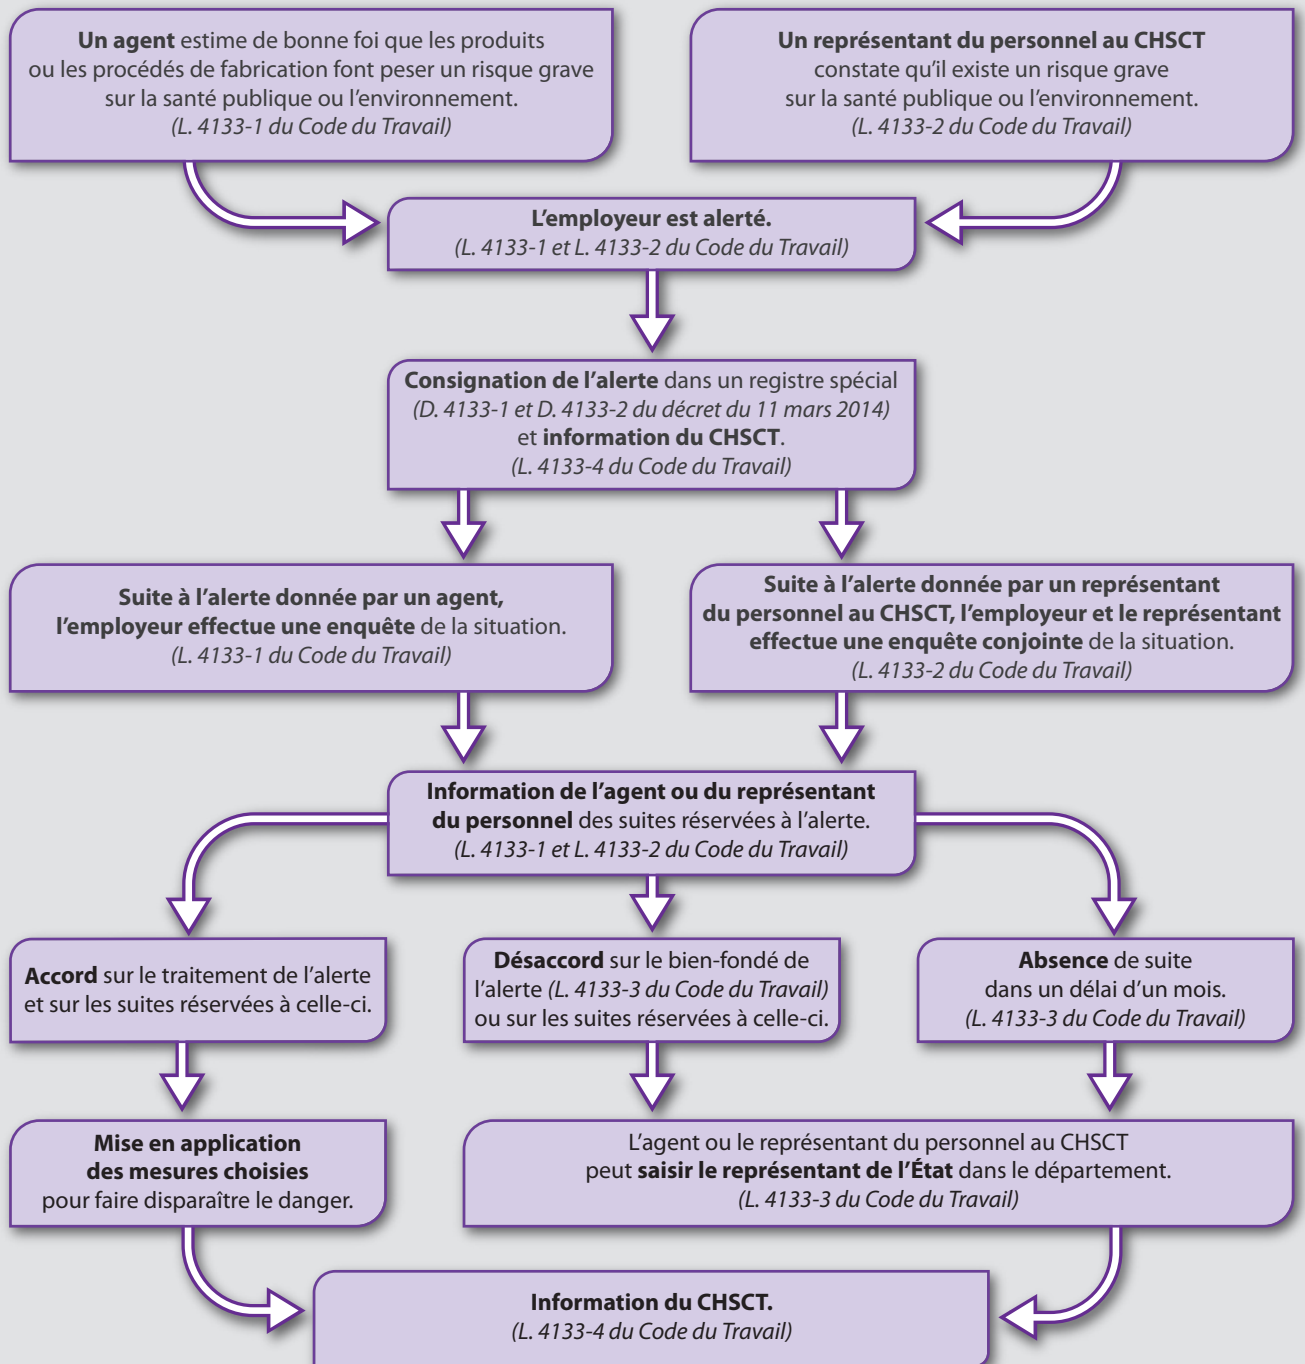 Un agent estime de bonne foi que les produits
ou les procédés de fabrication font peser un risque grave
sur la santé publique ou l'environnement.
(L. 4133-1 du Code du Travail)
Un représentant du personnel au CHSCT
constate qu'il existe un risque grave
sur la santé publique ou l'environnement.
(L. 4133-2 du Code du Travail)
L'employeur est alerté.
(L. 4133-1 et L. 4133-2 du Code du Travail)
Consignation de l'alerte dans un registre spécial
(D. 4133-1 et D. 4133-2 du décret du 11 mars 2014)
et information du CHSCT.
(L. 4133-4 du Code du Travail)
Suite à l'alerte donnée par un agent,
l'employeur effectue une enquête de la situation.
(L. 4133-1 du Code du Travail)
Suite à l'alerte donnée par un représentant
du personnel au CHSCT, l'employeur et le représentant
effectue une enquête conjointe de la situation.
(L. 4133-2 du Code du Travail)
Information de l'agent ou du représentant
du personnel des suites réservées à l'alerte.
(L. 4133-1 et L. 4133-2 du Code du Travail)
Accord sur le traitement de l'alerte
et sur les suites réservées à celle-ci.
Désaccord sur le bien-fondé de
l'alerte (L. 4133-3 du Code du Travail)
ou sur les suites réservées à celle-ci.
Absence de suite
dans un délai d'un mois.
(L. 4133-3 du Code du Travail)
Mise en application
des mesures choisies
pour faire disparaître le danger.
L'agent ou le représentant du personnel au CHSCT
peut saisir le représentant de l'État dans le département.
(L. 4133-3 du Code du Travail)
Information du CHSCT.
(L. 4133-4 du Code du Travail)